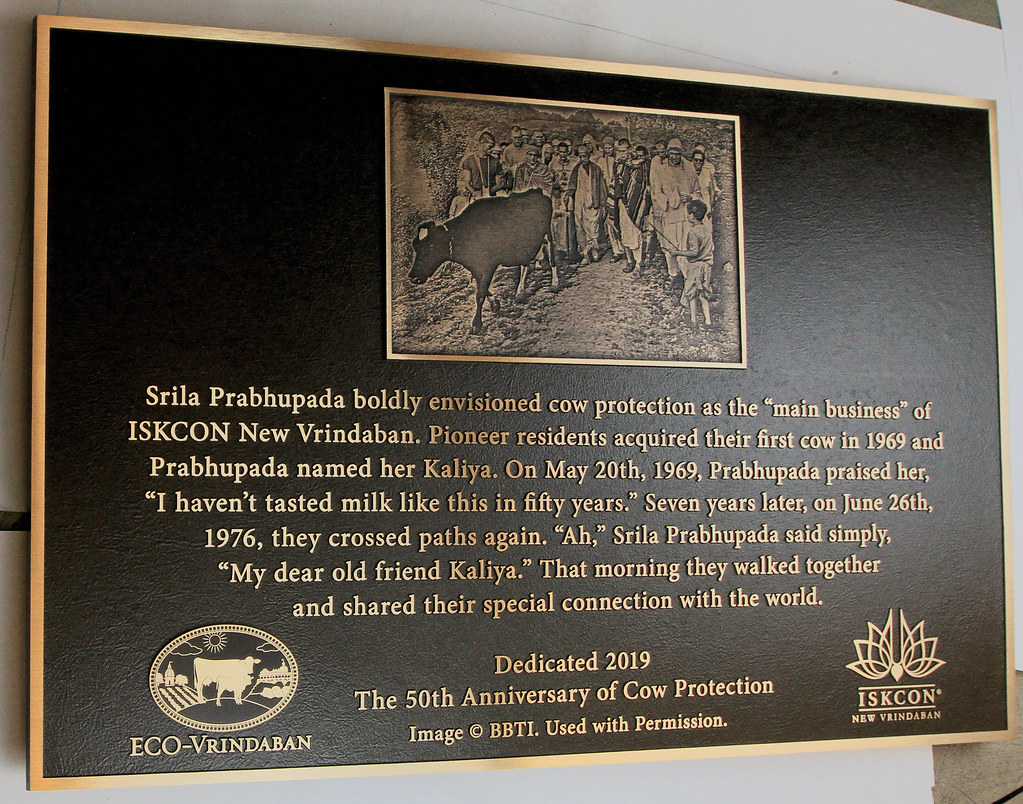 Srila Prabhupada boldly envisioned cow protection as the “main business” of
ISKCON New Vrindaban. Pioneer residents acquired their first cow in 1969 and
Prabhupada named her Kaliya. On May 20th, 1969, Prabhupada praised her,
“I haven’t tasted milk like this in fifty years.” Seven years later, on June 26th,
1976, they crossed paths again. “Ah,” Srila Prabhupada said simply,
“My dear old friend Kaliya.” That morning they walked together
and shared their special connection with the world.
Dedicated 2019
The 50th Anniversary of Cow Protection
Image © BBTI. Used with Permission.
ECO-VRINDABAN
ISKCON®
NEW VRINDABAN